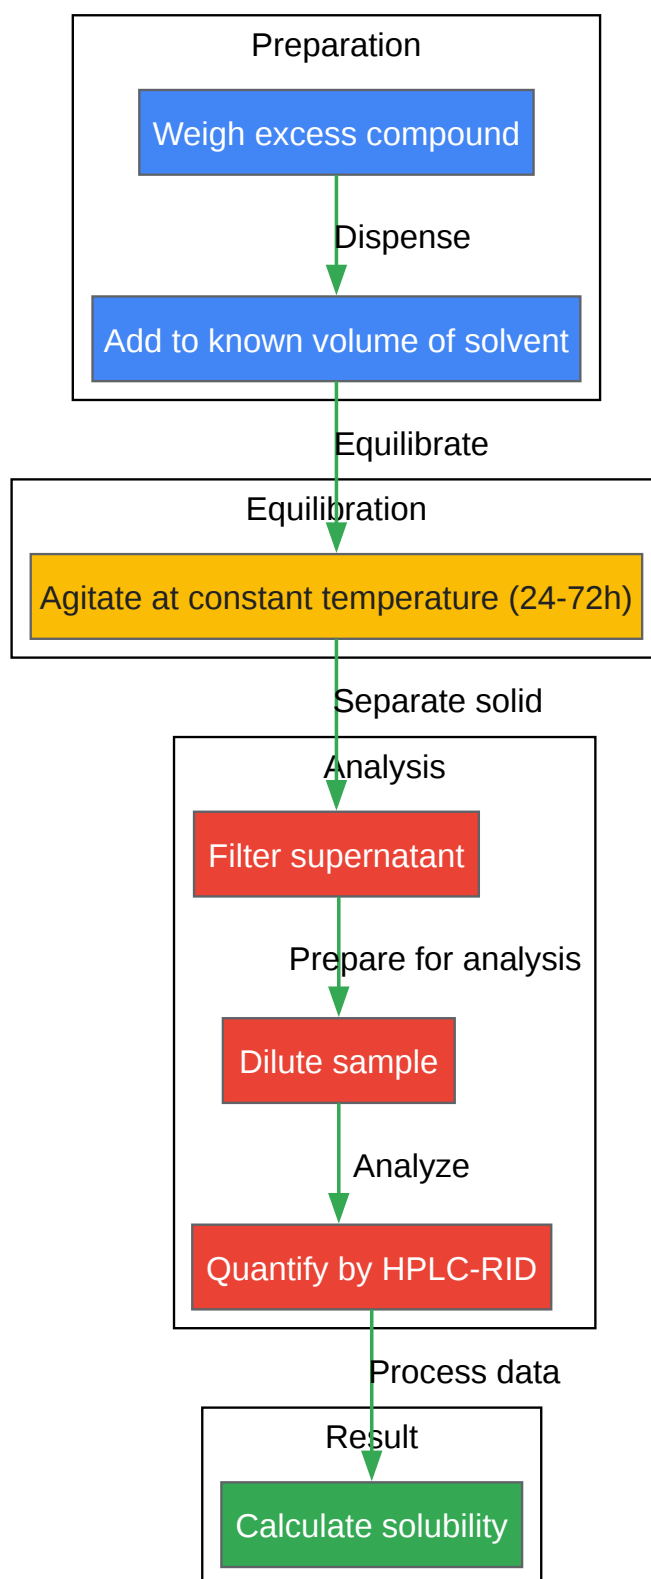 Preparation
Weigh excess compound
Dispense
Add to known volume of solvent
Equilibrate
Equilibration
Agitate at constant temperature (24-72h)
Separate solid
Analysis
Filter supernatant
Prepare for analysis
Dilute sample
Analyze
Quantify by HPLC-RID
Process data
Result
Calculate solubility